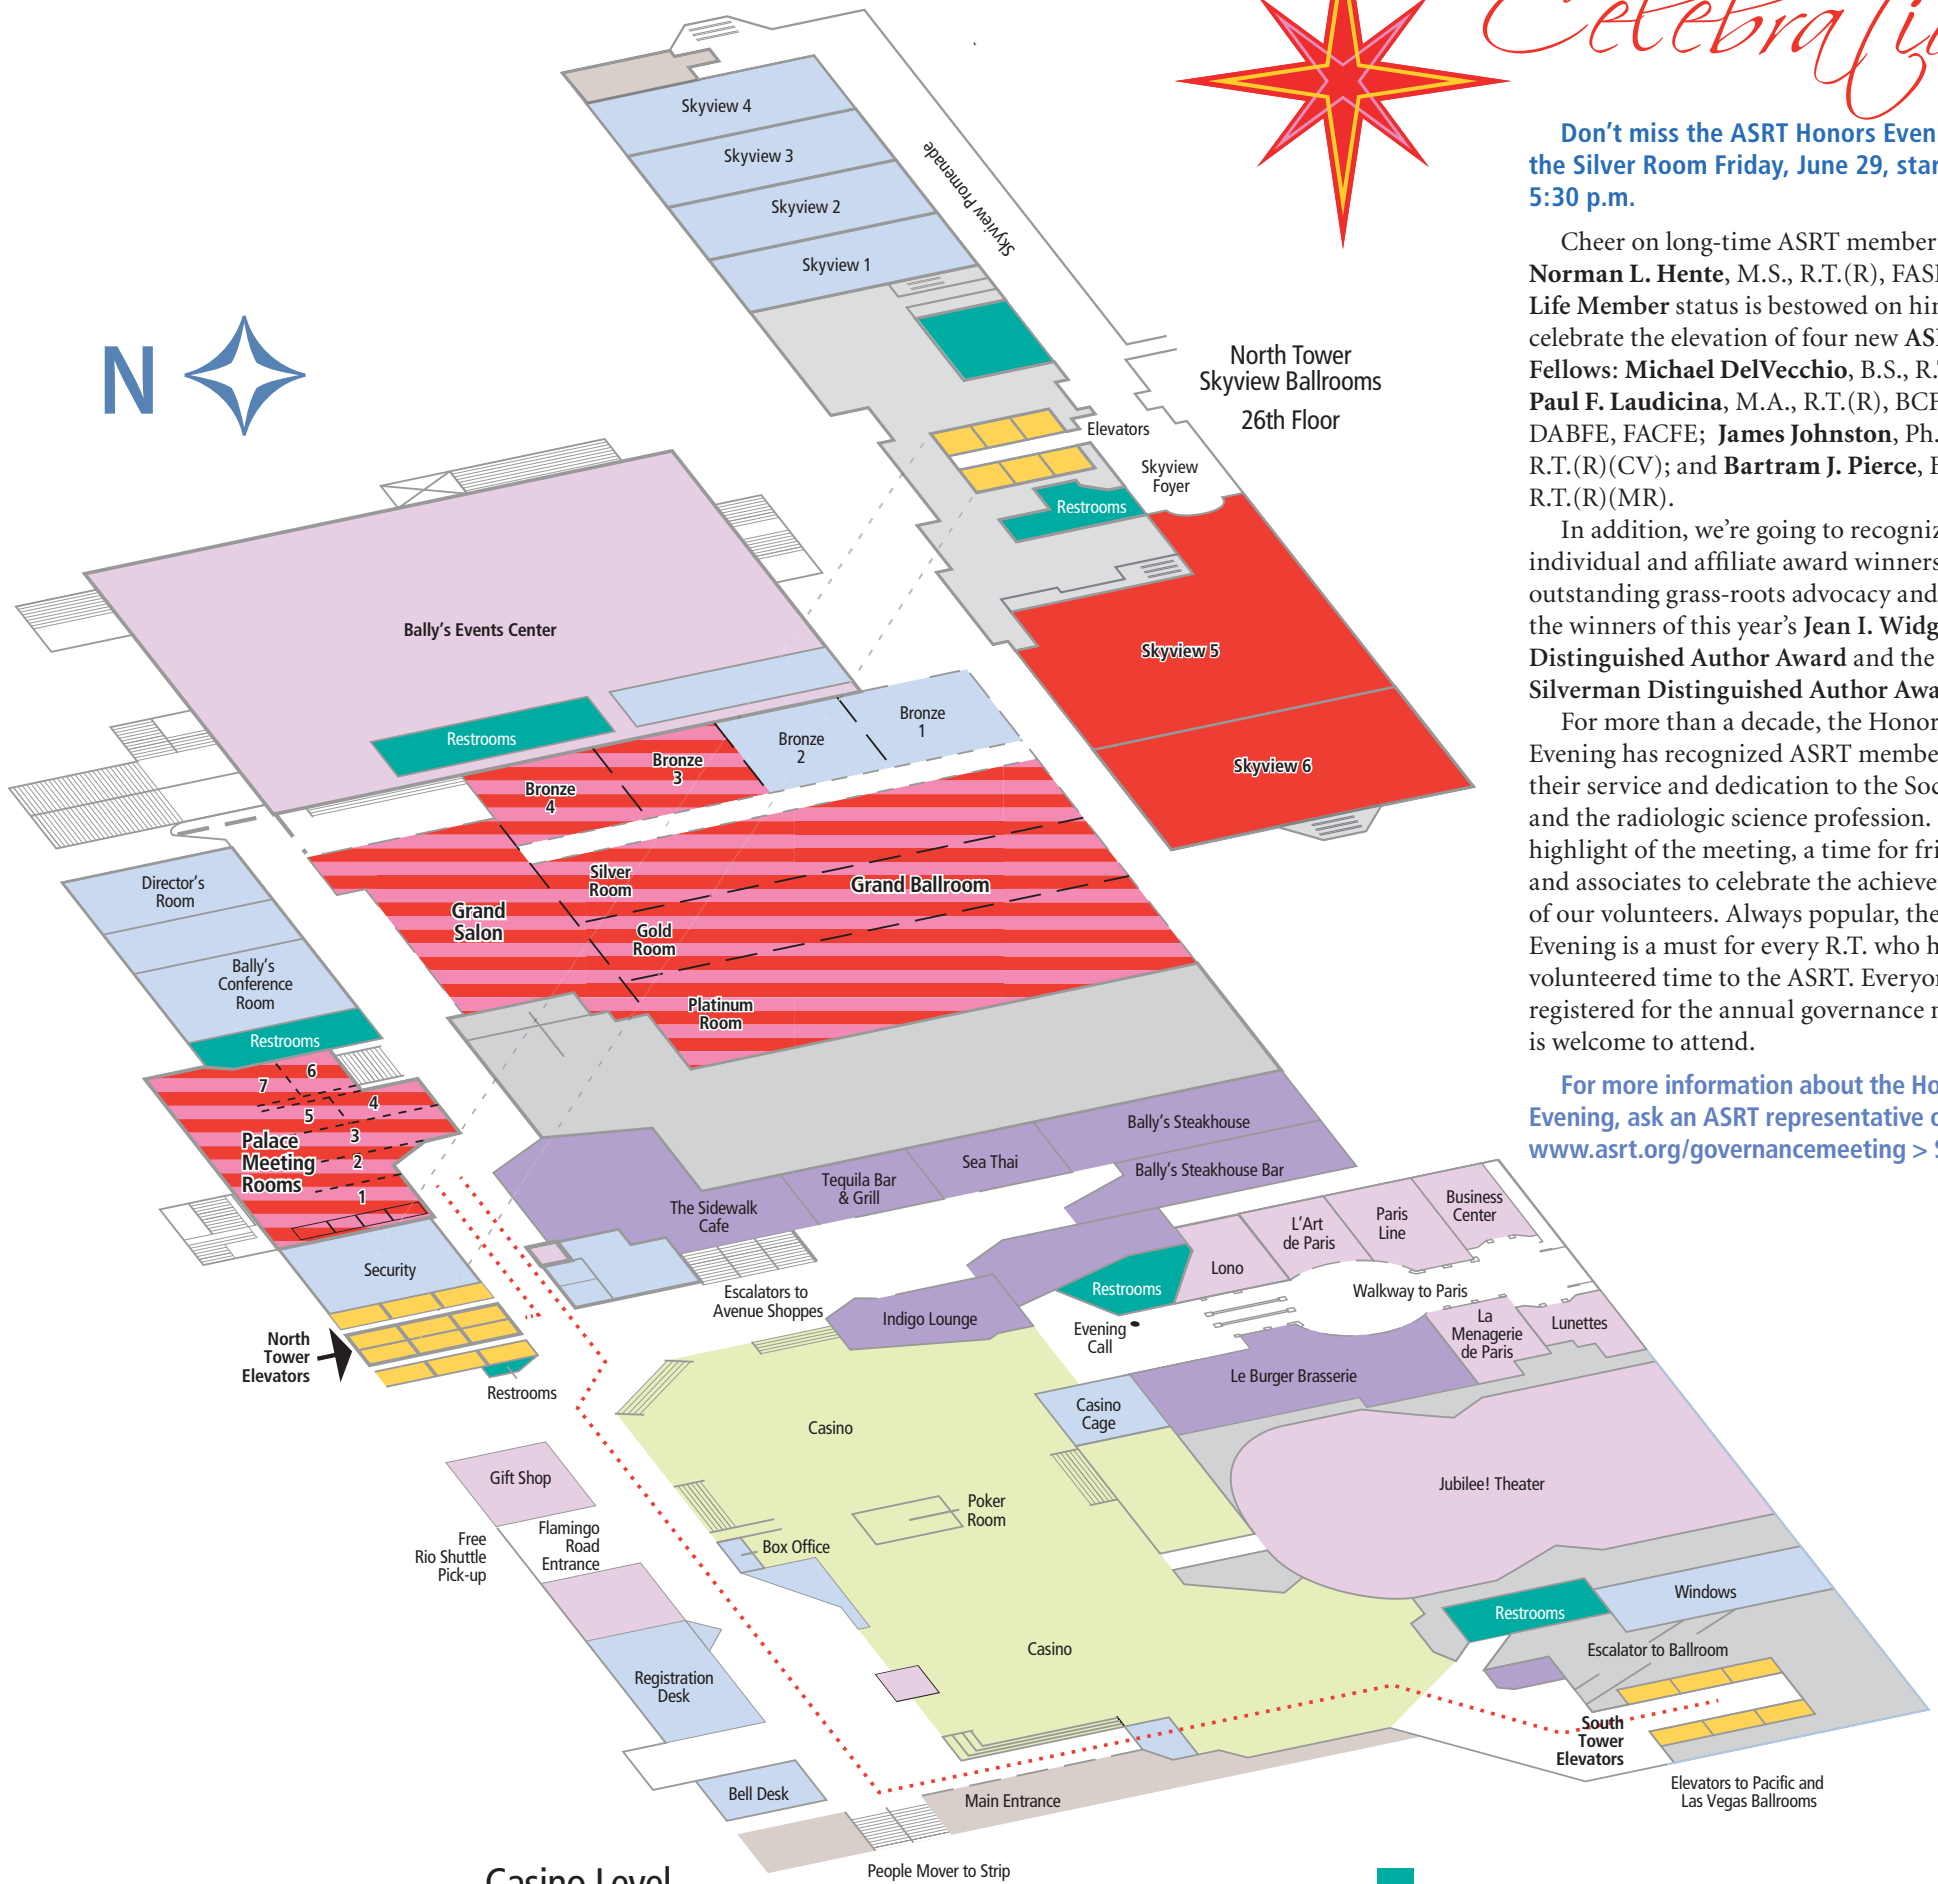 Celebrati
Don't miss the ASRT Honors Even
the Silver Room Friday, June 29, star
5:30 p.m.
Cheer on long-time ASRT member
Norman L. Hente, M.S., R.T.(R), FAS
Life Member status is bestowed on hi
celebrate the elevation of four new AS
Fellows: Michael DelVecchio, B.S., R.
Paul F. Laudicina, M.A., R.T.(R), BCF
DABFE, FACFE; James Johnston, Ph.
R.T.(R)(CV); and Bartram J. Pierce,
R.T.(R)(MR).
In addition, we're going to recogniz
individual and affiliate award winners
outstanding grass-roots advocacy and
the winners of this year's Jean I. Widg
Distinguished Author Award and the
Silverman Distinguished Author Awa
For more than a decade, the Honor
Evening has recognized ASRT membe
their service and dedication to the Soc
and the radiologic science profession.
highlight of the meeting, a time for fri
and associates to celebrate the achieve
of our volunteers. Always popular, the
Evening is a must for every R.T. who h
volunteered time to the ASRT. Everyon
registered for the annual governance
is welcome to attend.
For more information about the Ho
Evening, ask an ASRT representative
www.asrt.org/governancemeeting >
N
Skyview 4
Skyview 3
Skyview 2
Skyview 1
Skyview Promenade
North Tower
Skyview Ballrooms
26th Floor
Elevators
Skyview
Foyer
Restrooms
Skyview 5
Skyview 6
Bally's Events Center
Restrooms
Bronze
1
Bronze
2
Bronze
3
Bronze
4
Silver
Room
Grand Ballroom
Grand
Salon
Gold
Room
Platinum
Room
Director's
Room
Bally's
Conference
Room
Restrooms
7
6
5
4
3
2
1
Palace
Meeting
Rooms
Security
North
Tower
Elevators
Restrooms
Bally's Steakhouse
Bally's Steakhouse Bar
Sea Thai
Tequila Bar
& Grill
The Sidewalk
Cafe
Escalators to
Avenue Shoppes
Indigo Lounge
Restrooms
Evening
Call
Lono
L'Art
de Paris
Paris
Line
Business
Center
Walkway to Paris
La
Menagerie
de Paris
Lunettes
Le Burger Brasserie
Casino
Cage
Casino
Jubilee! Theater
Poker
Room
Box Office
Gift Shop
Flamingo
Road
Entrance
Free
Rio Shuttle
Pick-up
Registration
Desk
Casino
Windows
Restrooms
Escalator to Ballroom
South
Tower
Elevators
Elevators to Pacific and
Las Vegas Ballrooms
Bell Desk
Main Entrance
People Mover to Strip
Casino Level